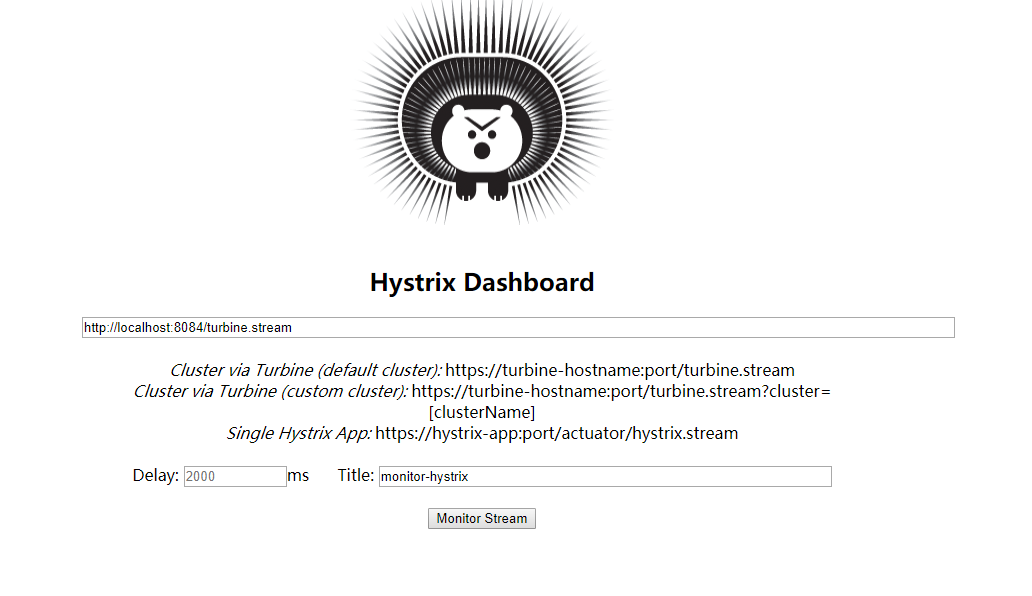 Hystrix Dashboard
http://localhost:8084/turbine.stream
Cluster via Turbine (default cluster): https://turbine-hostname:port/turbine.stream
Cluster via Turbine (custom cluster): https://turbine-hostname:port/turbine.stream?cluster=
[clusterName]
Single Hystrix App: https://hystrix-app:port/actuator/hystrix.stream
Delay: 2000 ms Title: monitor-hystrix
Monitor Stream